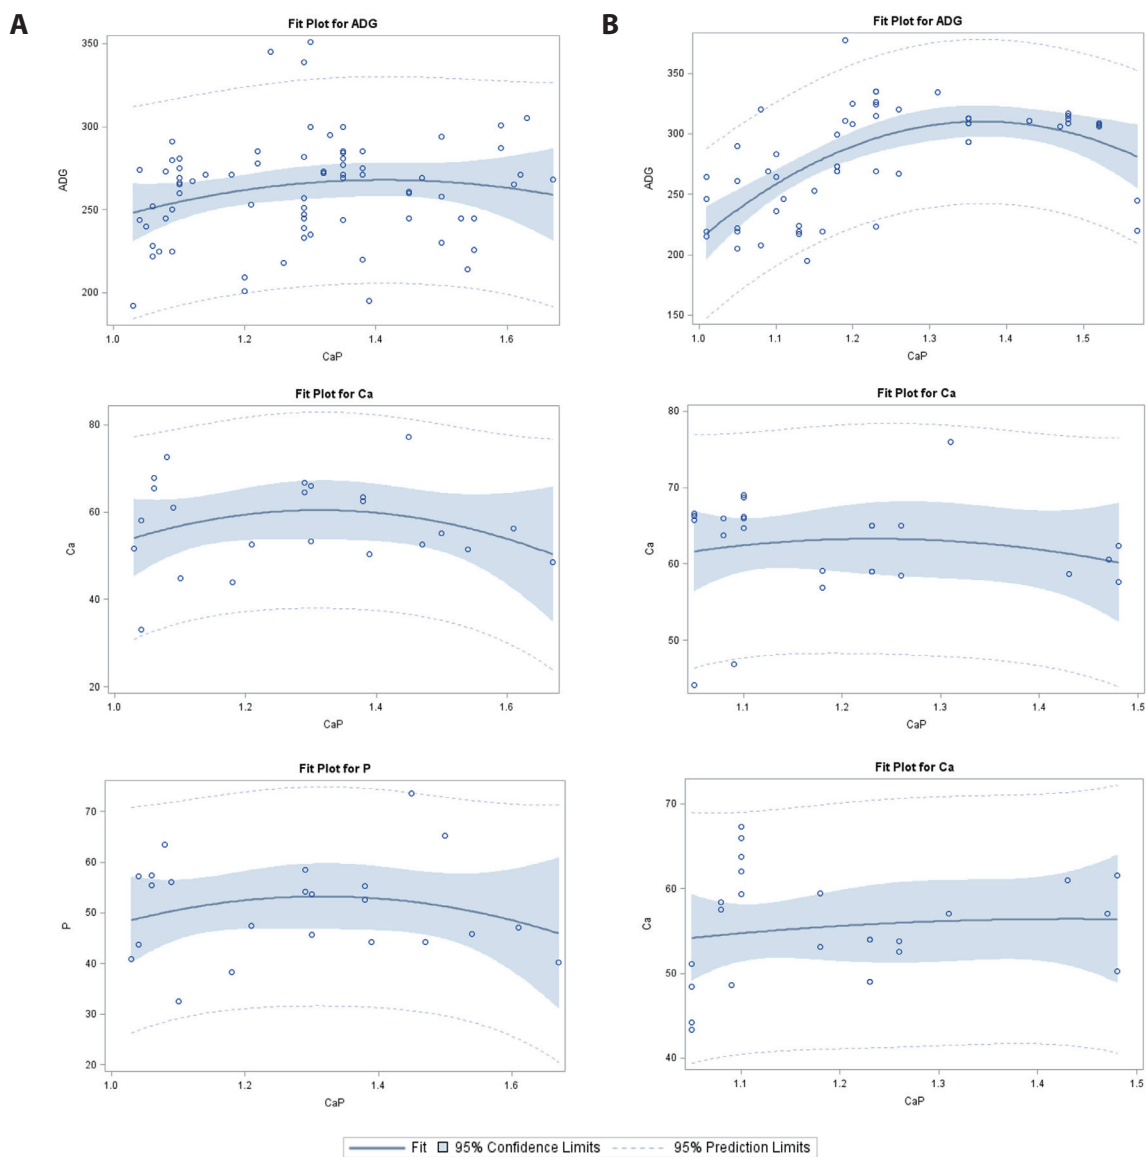 A
B
Fit Plot for ADG
350
300
250
200
ADG
1.0
1.2
1.4
1.6
CaP
Fit Plot for ADG
350
300
250
200
150
ADG
1.0
1.1
1.2
1.3
1.4
1.5
CaP
Fit Plot for Ca
80
60
40
20
Ca
1.0
1.2
1.4
1.6
CaP
Fit Plot for Ca
80
70
60
50
Ca
1.1
1.2
1.3
1.4
1.5
CaP
Fit Plot for P
70
60
50
40
30
20
P
1.0
1.2
1.4
1.6
CaP
Fit Plot for Ca
70
60
50
40
Ca
1.1
1.2
1.3
1.4
1.5
CaP
Fit 95% Confidence Limits 95% Prediction Limits